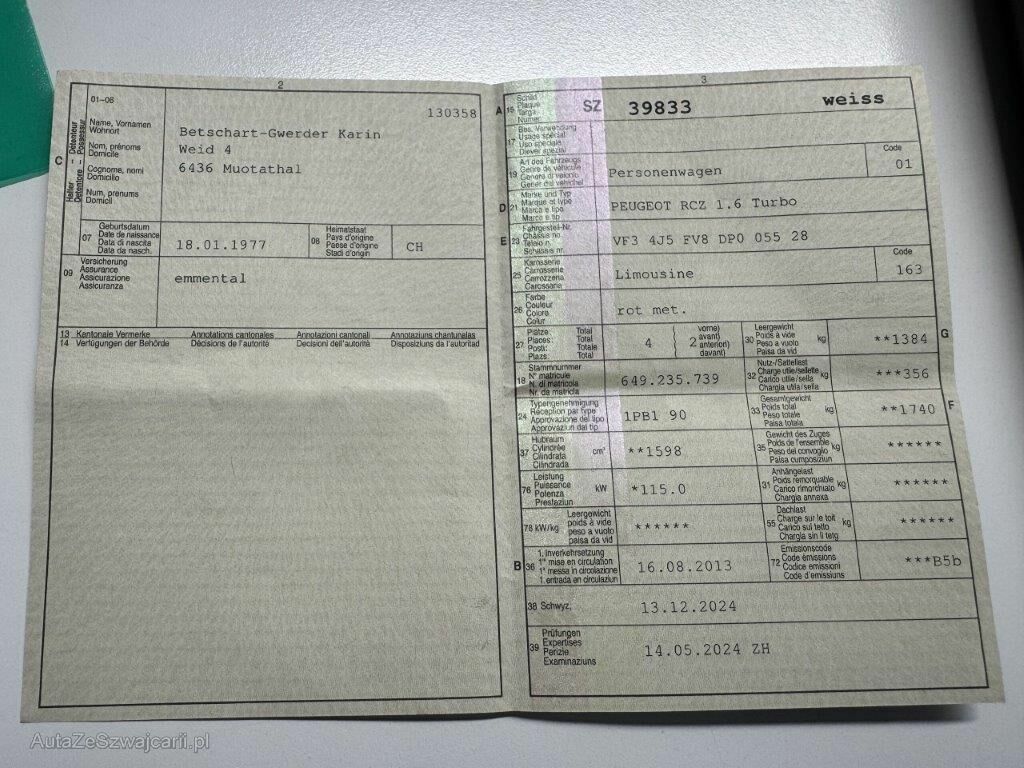 2
01-06
130358
C
Halter - Détenteur
Detentore - Possessur
Name, Vornamen
Wohnort
Nom, prénoms
Domicile
Cognome, nomi
Domicilio
Num, prenums
Domicil
Betschart-Gwerder Karin
Weid 4
6436 Muotathal
07 Geburtsdatum
Date de naissance
Data di nascita
Data da nasch.
18.01.1977
08 Heimatstaat
Pays d'origine
Paese d'origine
Stadi d'origin
CH
09 Versicherung
Assurance
Assicurazione
Assicuranza
emmental
13 Kantonale Vermerke Annotations cantonales Annotazioni cantonali Annotaziuns chantunalas
14 Verfügungen der Behörde Décisions de l'autorité Decisioni dell'autorità Disposiziuns da l'autoritad
3
A 15 Schild
Plaque
Targa
Numer
SZ 39833 weiss
17 Bes. Verwendung
Usage spécial
Uso speciale
Diever spezial
19 Art des Fahrzeugs
Genre de véhicule
Genere di veicolo
Gener dal vehichel
Personenwagen
Code
01
D 21 Marke und Typ
Marque et type
Marca e tipo
Marca e tip
PEUGEOT RCZ 1.6 Turbo
E 23 Fahrgestell-Nr.
Châssis no
Telaio n.
Schassis nr.
VF3 4J5 FV8 DP0 055 28
25 Karosserie
Carrosserie
Carrozzeria
Carossaria
Limousine
Code
163
26 Farbe
Couleur
Colore
Colur
rot met.
27 Plätze: Total
Places: Total
Posti: Totale
Plazs: Total
4 2
vorne)
avant)
anteriori)
davant)
30 Leergewicht
Poids à vide
Peso a vuoto
Paisa da vid
kg
**1384
G
18 Stammnummer
N° matricule
N. di matricola
Nr. da matricla
649.235.739
32 Nutz-/Sattellast
Charge utile/sellette
Carico utile/sella
Chargia utila/sella
kg
***356
24 Typengenehmigung
Réception par type
Approvazione del tipo
Approvaziun dal tip
1PB1 90
33 Gesamtgewicht
Poids total
Peso totale
Paisa totala
kg
**1740
F
37 Hubraum
Cylindrée
Cilindrata
Cilindrada
cm³
**1598
35 Gewicht des Zuges
Poids de l'ensemble
Peso del convoglio
Paisa cumposiziun
kg
******
76 Leistung
Puissance
Potenza
Prestaziun
kW
*115.0
31 Anhängelast
Poids remorquable
Carico rimorchiato
Chargia annexa
kg
******
78 kW/kg
Leergewicht
poids à vide
peso a vuoto
paisa da vid
******
55 Dachlast
Charge sur le toit
Carico sul tetto
Chargia sin il tetg
kg
******
B 36 1. Inverkehrsetzung
1re mise en circulation
1a messa in circolazione
1. entrada en circulaziun
16.08.2013
72 Emissionscode
Code émissions
Codice emissioni
Code d'emissiuns
***B5b
38 Schwyz, 13.12.2024
39 Prüfungen
Expertises
Perizie
Examinaziuns
14.05.2024 ZH
AutaZeSzwajcarii.pl